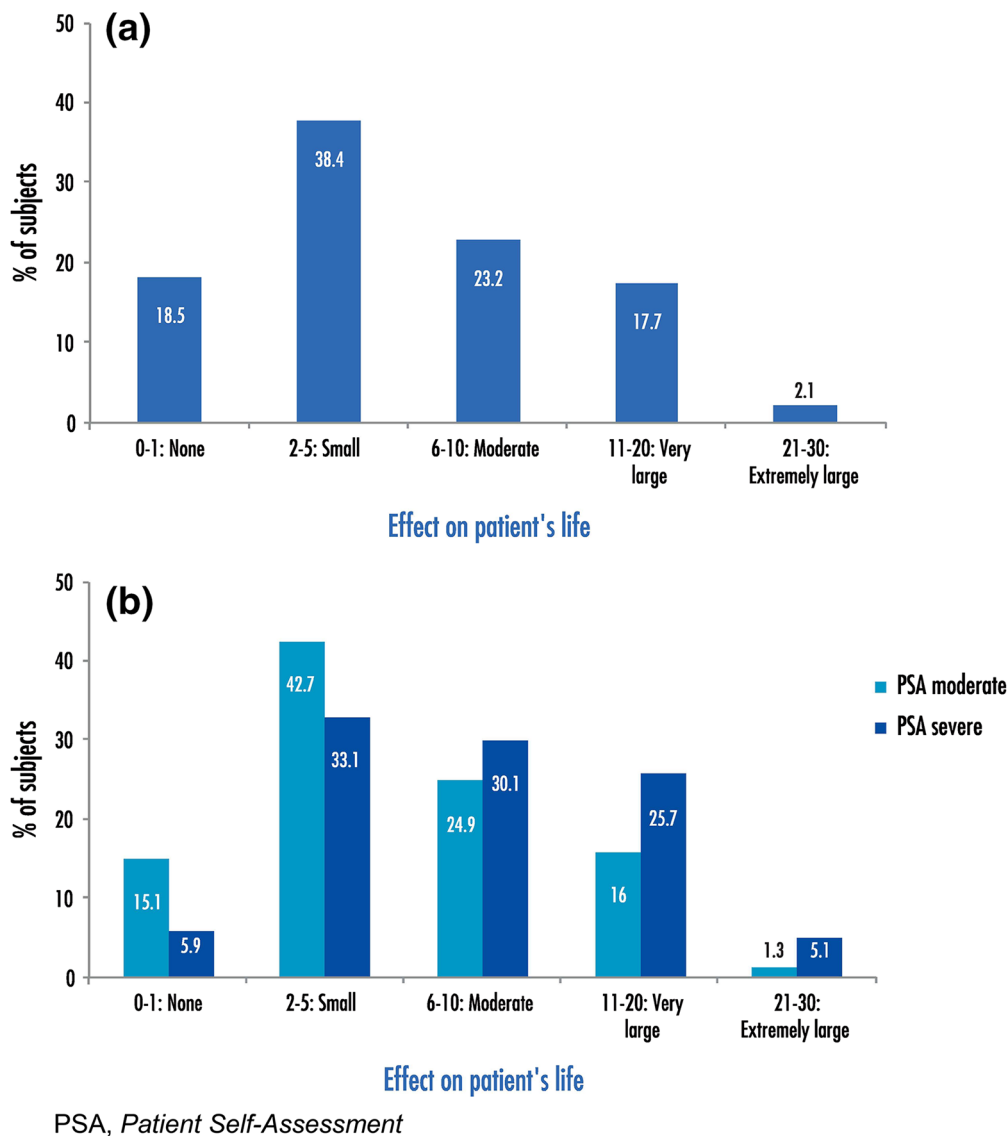 (a)
% of subjects
50
40
30
20
10
0
18.5
38.4
23.2
17.7
2.1
0-1: None
2-5: Small
6-10: Moderate
11-20: Very
large
21-30:
Extremely large
Effect on patient's life
(b)
% of subjects
50
40
30
20
10
0
15.1
5.9
42.7
33.1
24.9
30.1
16
25.7
1.3
5.1
PSA moderate
PSA severe
0-1: None
2-5: Small
6-10: Moderate
11-20: Very
large
21-30:
Extremely large
Effect on patient's life
PSA, Patient Self-Assessment